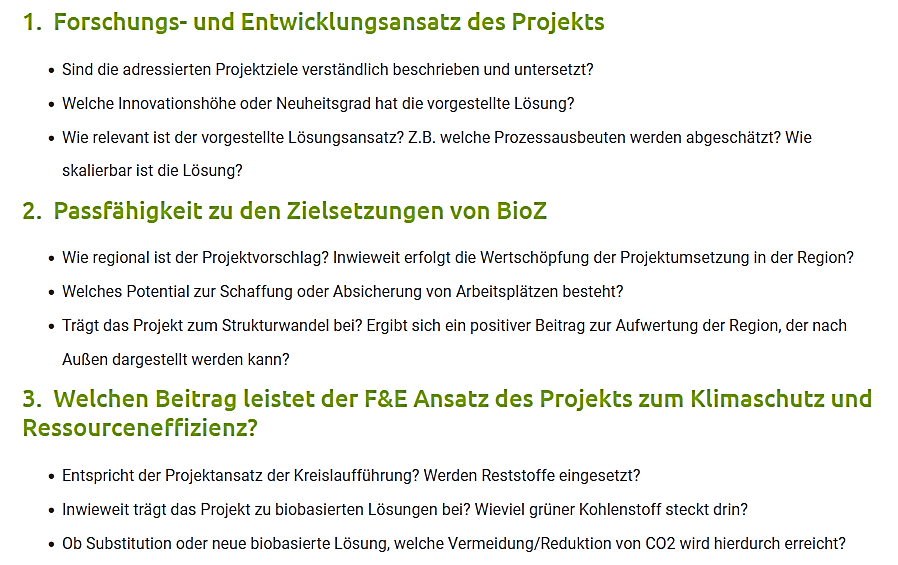 1. Forschungs- und Entwicklungsansatz des Projekts
• Sind die adressierten Projektziele verständlich beschrieben und untersetzt?
• Welche Innovationshöhe oder Neuheitsgrad hat die vorgestellte Lösung?
• Wie relevant ist der vorgestellte Lösungsansatz? Z.B. welche Prozessausbeuten werden abgeschätzt? Wie
skalierbar ist die Lösung?
2. Passfähigkeit zu den Zielsetzungen von BioZ
• Wie regional ist der Projektvorschlag? Inwieweit erfolgt die Wertschöpfung der Projektumsetzung in der Region?
• Welches Potential zur Schaffung oder Absicherung von Arbeitsplätzen besteht?
• Trägt das Projekt zum Strukturwandel bei? Ergibt sich ein positiver Beitrag zur Aufwertung der Region, der nach
Außen dargestellt werden kann?
3. Welchen Beitrag leistet der F&E Ansatz des Projekts zum Klimaschutz und
Ressourceneffizienz?
• Entspricht der Projektansatz der Kreislaufführung? Werden Reststoffe eingesetzt?
• Inwieweit trägt das Projekt zu biobasierten Lösungen bei? Wieviel grüner Kohlenstoff steckt drin?
• Ob Substitution oder neue biobasierte Lösung, welche Vermeidung/Reduktion von CO2 wird hierdurch erreicht?